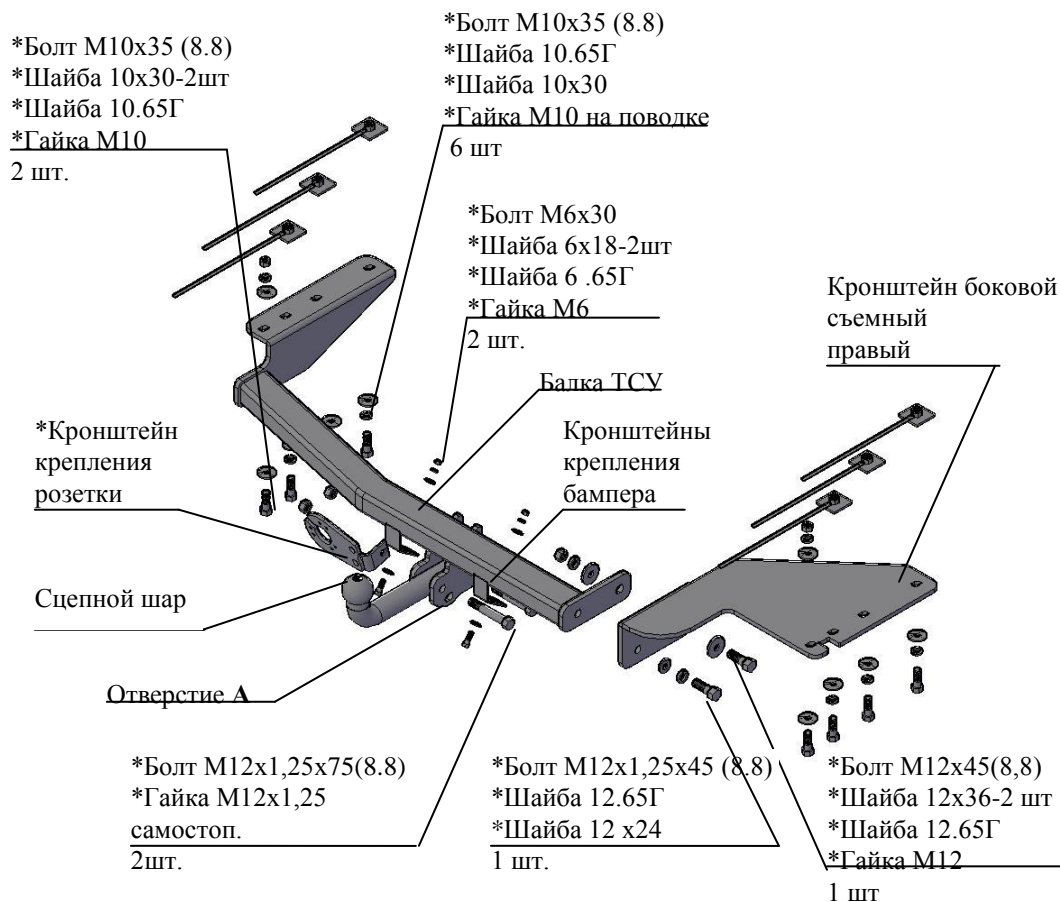 *Болт М10х35 (8.8)
*Шайба 10х30-2шт
*Шайба 10.65Г
*Гайка М10
2 шт.
*Болт М10х35 (8.8)
*Шайба 10.65Г
*Шайба 10х30
*Гайка М10 на поводке
6 шт
*Болт М6х30
*Шайба 6х18-2шт
*Шайба 6 .65Г
*Гайка М6
2 шт.
Кронштейн боковой
съемный
правый
Балка ТСУ
*Кронштейн
крепления
розетки
Кронштейны
крепления
бампера
Сцепной шар
Отверстие А
*Болт М12х1,25х75(8.8)
*Гайка М12х1,25
самостоп.
2шт.
*Болт М12х1,25х45 (8.8)
*Шайба 12.65Г
*Шайба 12 х24
1 шт.
*Болт М12х45(8,8)
*Шайба 12х36-2 шт
*Шайба 12.65Г
*Гайка М12
1 шт